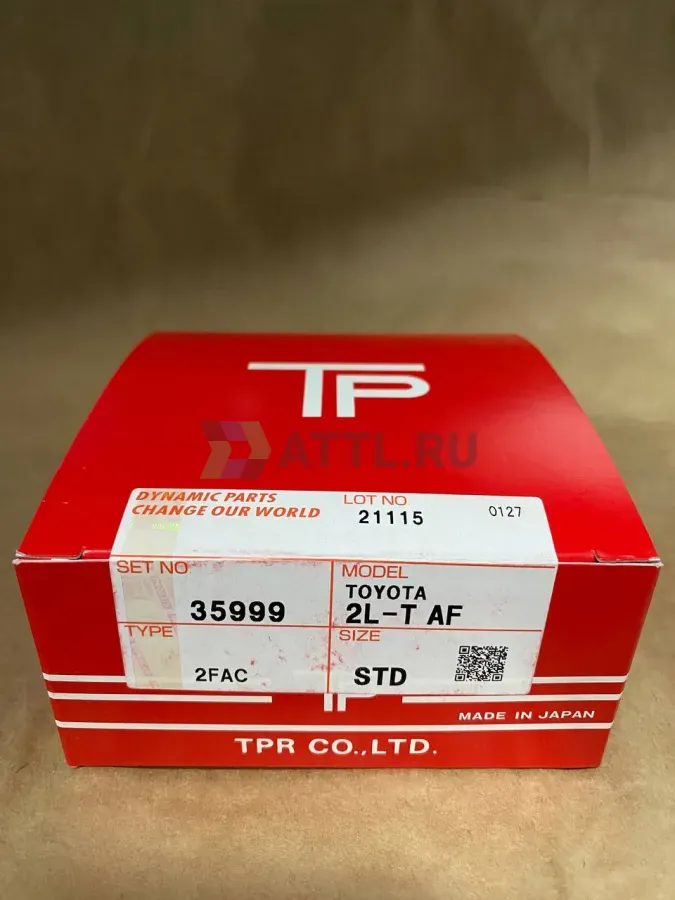 TP
ATTL.RU
DYNAMIC PARTS
CHANGE OUR WORLD
LOT NO
21115
0127
SET NO
35999
MODEL
TOYOTA
2L-T AF
TYPE
2FAC
SIZE
STD
MADE IN JAPAN
TPR CO.,LTD.